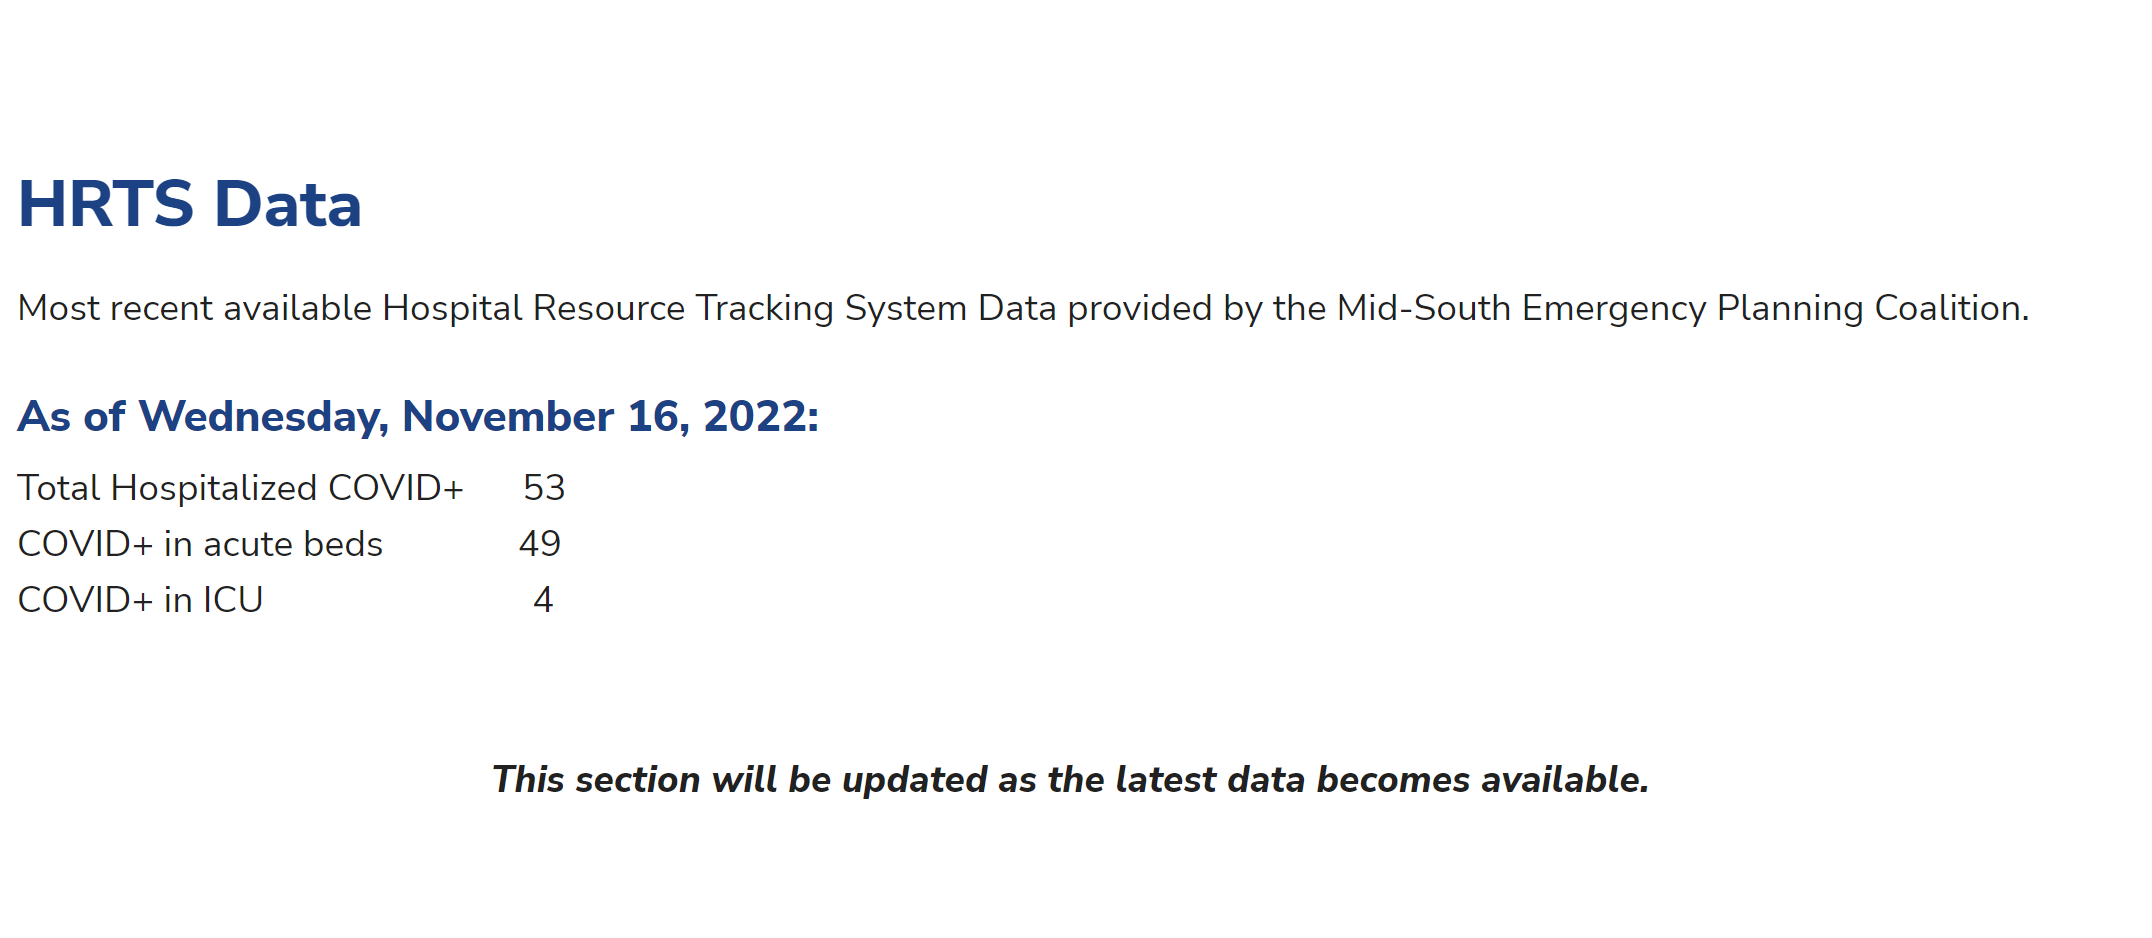 HRTS Data
Most recent available Hospital Resource Tracking System Data provided by the Mid-South Emergency Planning Coalition.
As of Wednesday, November 16, 2022:
Total Hospitalized COVID+ 53
COVID+ in acute beds 49
COVID+ in ICU 4
This section will be updated as the latest data becomes available.